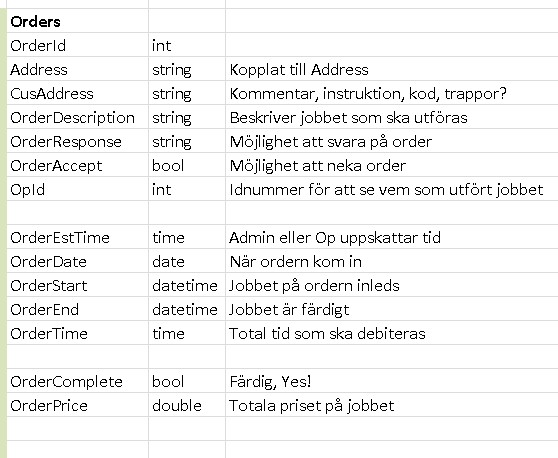 Orders
OrderId int
Address string Kopplat till Address
CusAddress string Kommentar, instruktion, kod, trappor?
OrderDescription string Beskriver jobbet som ska utföras
OrderResponse string Möjlighet att svara på order
OrderAccept bool Möjlighet att neka order
OpId int Idnummer för att se vem som utfört jobbet
OrderEstTime time Admin eller Op uppskattar tid
OrderDate date När ordern kom in
OrderStart datetime Jobbet på ordern inleds
OrderEnd datetime Jobbet är färdigt
OrderTime time Total tid som ska debiteras
OrderComplete bool Färdig, Yes!
OrderPrice double Totala priset på jobbet